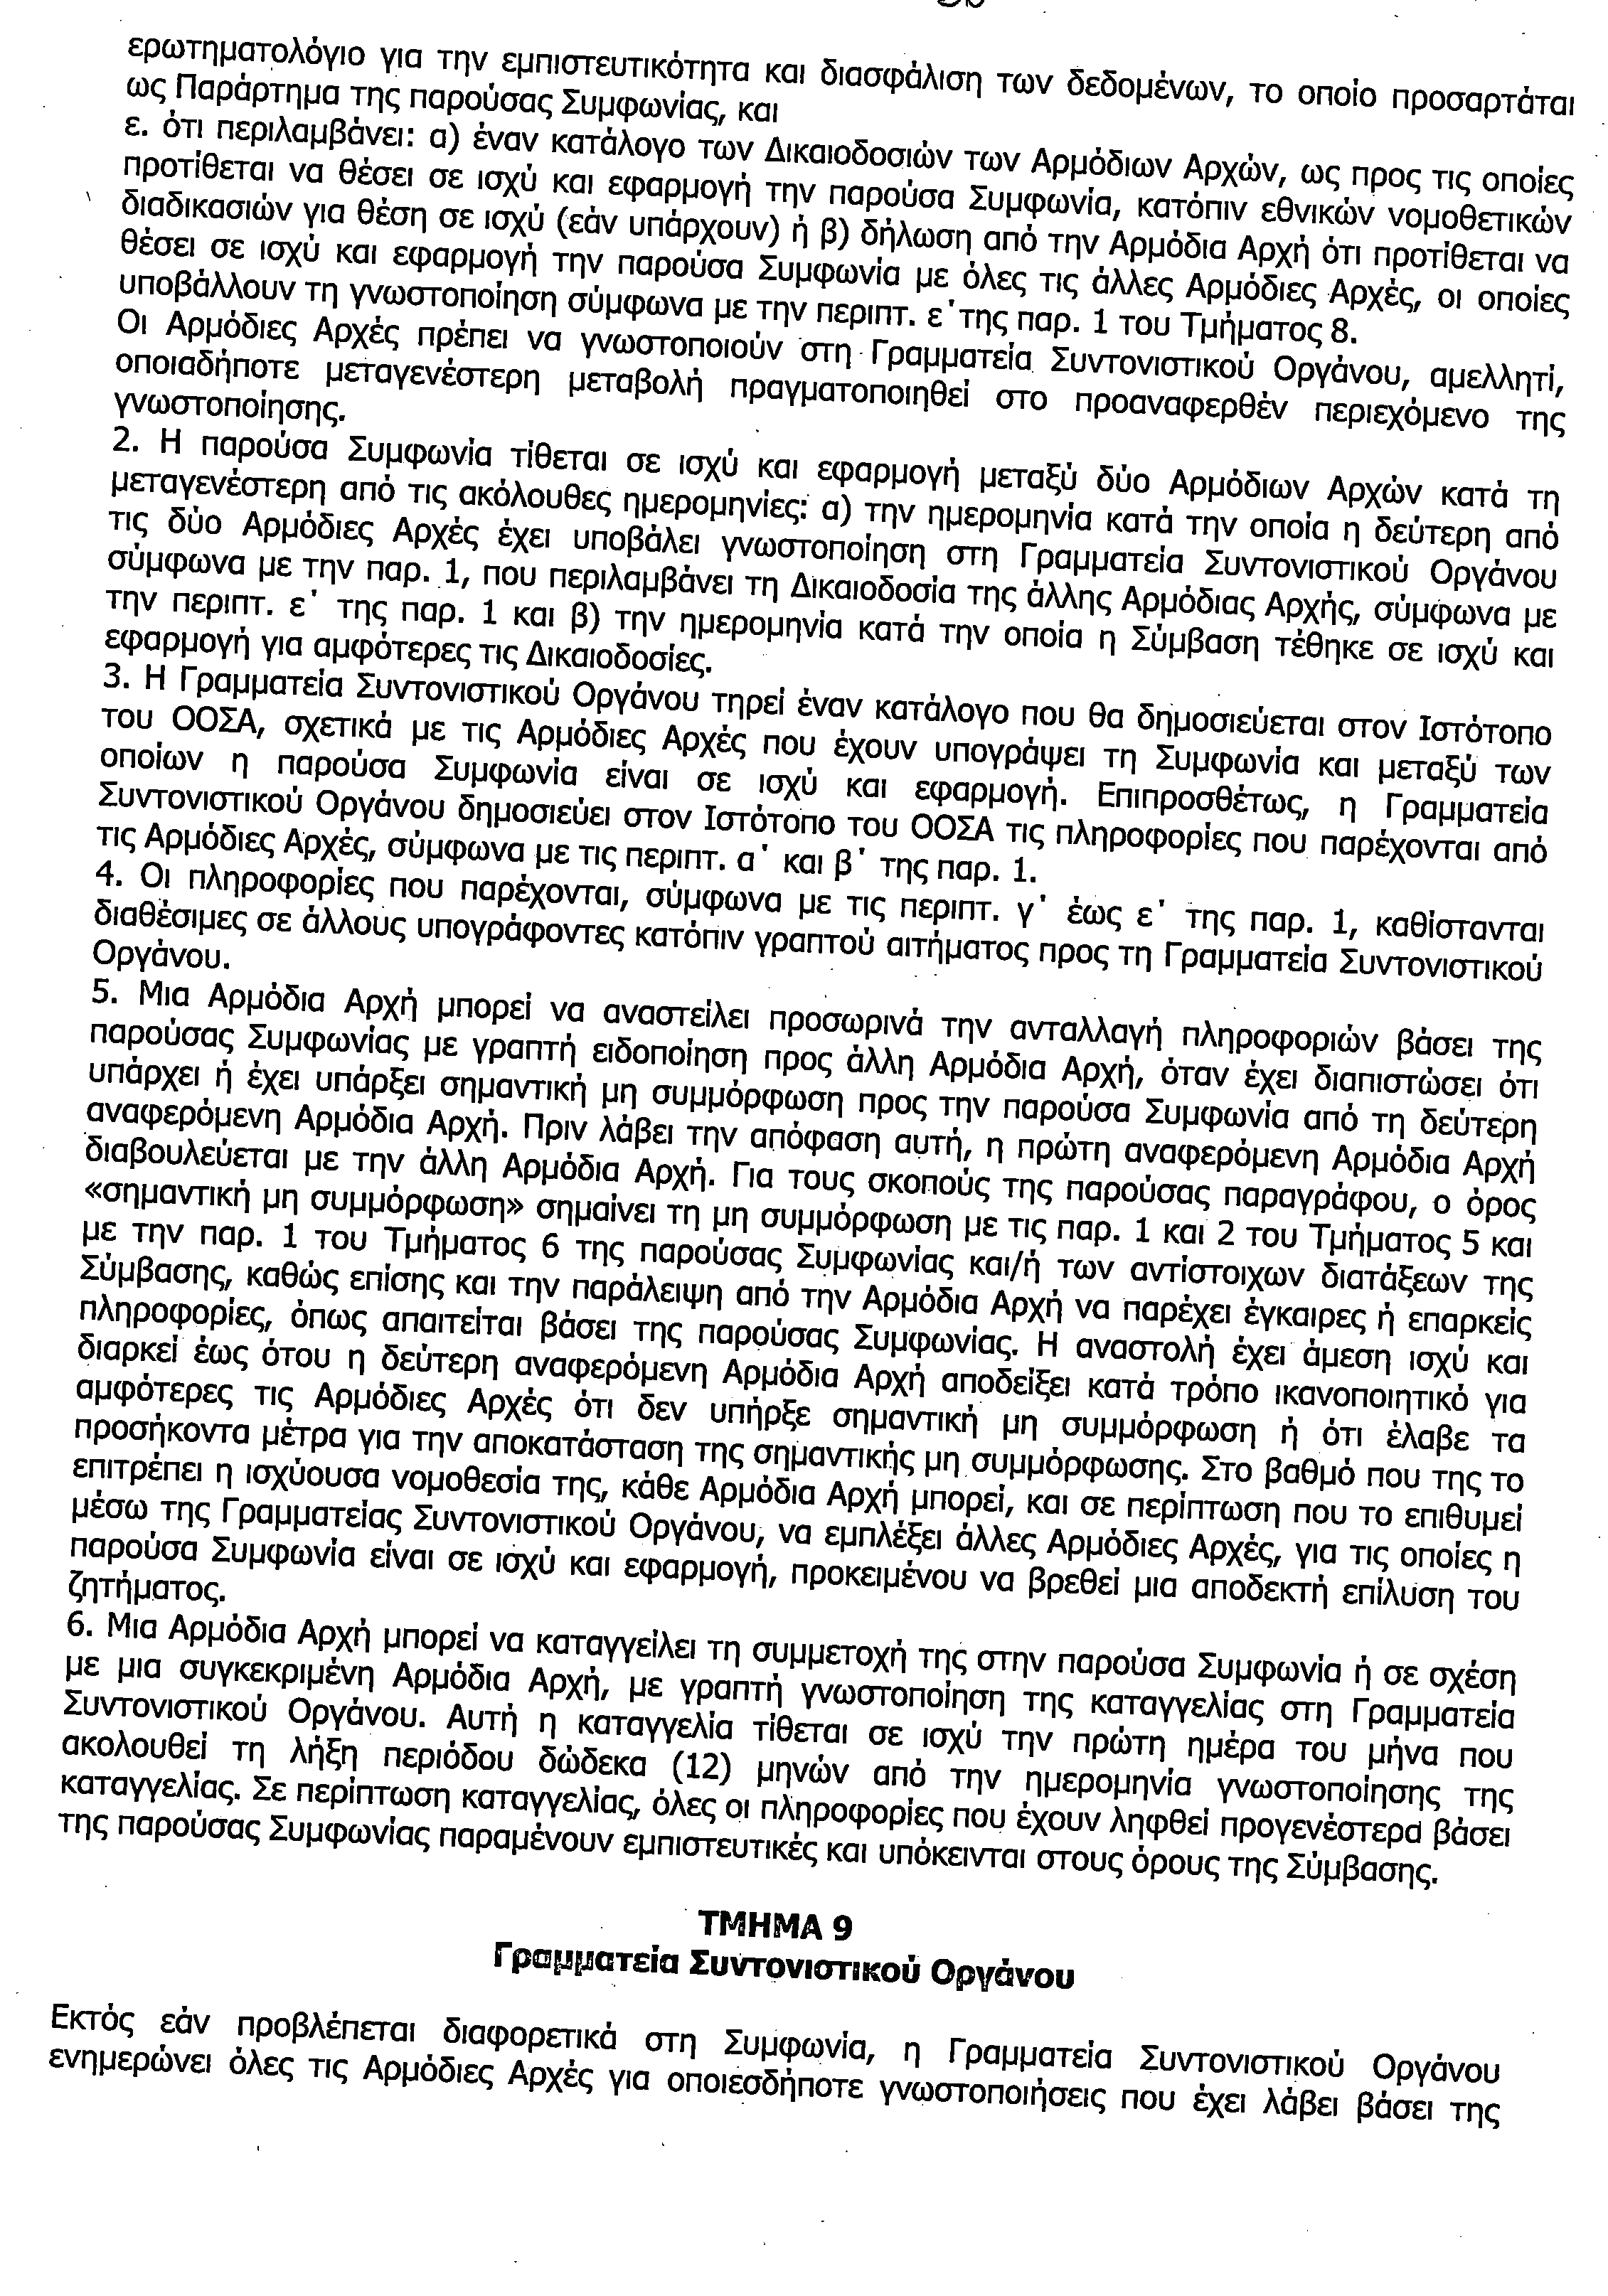 ερωτηματολόγιο για την εμπιστευτικότητα και διασφάλιση των δεδομένων, το οποίο προσαρτάται
ως Παράρτημα της παρούσας Συμφωνίας, και
ε. ότι περιλαμβάνει: α) έναν κατάλογο των Δικαιοδοσιών των Αρμόδιων Αρχών, ως προς τις οποίες
προτίθεται να θέσει σε ισχύ και εφαρμογή την παρούσα Συμφωνία, κατόπιν εθνικών νομοθετικών
διαδικασιών για θέση σε ισχύ (εάν υπάρχουν) ή β) δήλωση από την Αρμόδια Αρχή ότι προτίθεται να
θέσει σε ισχύ και εφαρμογή την παρούσα Συμφωνία με όλες τις άλλες Αρμόδιες Αρχές, οι οποίες
υποβάλλουν τη γνωστοποίηση σύμφωνα με την περιπτ. ε΄της παρ. 1 του Τμήματος 8.
Οι Αρμόδιες Αρχές πρέπει να γνωστοποιούν στη Γραμματεία Συντονιστικού Οργάνου, αμελλητί,
οποιαδήποτε μεταγενέστερη μεταβολή πραγματοποιηθεί στο προαναφερθέν περιεχόμενο της
γνωστοποίησης.
2. Η παρούσα Συμφωνία τίθεται σε ισχύ και εφαρμογή μεταξύ δύο Αρμόδιων Αρχών κατά τη
μεταγενέστερη από τις ακόλουθες ημερομηνίες: α) την ημερομηνία κατά την οποία η δεύτερη από
τις δύο Αρμόδιες Αρχές έχει υποβάλει γνωστοποίηση στη Γραμματεία Συντονιστικού Οργάνου
σύμφωνα με την παρ. 1, που περιλαμβάνει τη Δικαιοδοσία της άλλης Αρμόδιας Αρχής, σύμφωνα με
την περιπτ. ε΄ της παρ. 1 και β) την ημερομηνία κατά την οποία η Σύμβαση τέθηκε σε ισχύ και
εφαρμογή για αμφότερες τις Δικαιοδοσίες.
3. Η Γραμματεία Συντονιστικού Οργάνου τηρεί έναν κατάλογο που θα δημοσιεύεται στον Ιστότοπο
του ΟΟΣΑ, σχετικά με τις Αρμόδιες Αρχές που έχουν υπογράψει τη Συμφωνία και μεταξύ των
οποίων η παρούσα Συμφωνία είναι σε ισχύ και εφαρμογή. Επιπροσθέτως, η Γραμματεία
Συντονιστικού Οργάνου δημοσιεύει στον Ιστότοπο του ΟΟΣΑ τις πληροφορίες που παρέχονται από
τις Αρμόδιες Αρχές, σύμφωνα με τις περιπτ. α΄ και β΄ της παρ. 1.
4. Οι πληροφορίες που παρέχονται, σύμφωνα με τις περιπτ. γ΄ έως ε΄ της παρ. 1, καθίστανται
διαθέσιμες σε άλλους υπογράφοντες κατόπιν γραπτού αιτήματος προς τη Γραμματεία Συντονιστικού
Οργάνου.
5. Μια Αρμόδια Αρχή μπορεί να αναστείλει προσωρινά την ανταλλαγή πληροφοριών βάσει της
παρούσας Συμφωνίας με γραπτή ειδοποίηση προς άλλη Αρμόδια Αρχή, όταν έχει διαπιστώσει ότι
υπάρχει ή έχει υπάρξει σημαντική μη συμμόρφωση προς την παρούσα Συμφωνία από τη δεύτερη
αναφερόμενη Αρμόδια Αρχή. Πριν λάβει την απόφαση αυτή, η πρώτη αναφερόμενη Αρμόδια Αρχή
διαβουλεύεται με την άλλη Αρμόδια Αρχή. Για τους σκοπούς της παρούσας παραγράφου, ο όρος
«σημαντική μη συμμόρφωση» σημαίνει τη μη συμμόρφωση με τις παρ. 1 και 2 του Τμήματος 5 και
με την παρ. 1 του Τμήματος 6 της παρούσας Συμφωνίας και/ή των αντίστοιχων διατάξεων της
Σύμβασης, καθώς επίσης και την παράλειψη από την Αρμόδια Αρχή να παρέχει έγκαιρες ή επαρκείς
πληροφορίες, όπως απαιτείται βάσει της παρούσας Συμφωνίας. Η αναστολή έχει άμεση ισχύ και
διαρκεί έως ότου η δεύτερη αναφερόμενη Αρμόδια Αρχή αποδείξει κατά τρόπο ικανοποιητικό για
αμφότερες τις Αρμόδιες Αρχές ότι δεν υπήρξε σημαντική μη συμμόρφωση ή ότι έλαβε τα
προσήκοντα μέτρα για την αποκατάσταση της σημαντικής μη συμμόρφωσης. Στο βαθμό που της το
επιτρέπει η ισχύουσα νομοθεσία της, κάθε Αρμόδια Αρχή μπορεί, και σε περίπτωση που το επιθυμεί
μέσω της Γραμματείας Συντονιστικού Οργάνου, να εμπλέξει άλλες Αρμόδιες Αρχές, για τις οποίες η
παρούσα Συμφωνία είναι σε ισχύ και εφαρμογή, προκειμένου να βρεθεί μια αποδεκτή επίλυση του
ζητήματος.
6. Μια Αρμόδια Αρχή μπορεί να καταγγείλει τη συμμετοχή της στην παρούσα Συμφωνία ή σε σχέση
με μια συγκεκριμένη Αρμόδια Αρχή, με γραπτή γνωστοποίηση της καταγγελίας στη Γραμματεία
Συντονιστικού Οργάνου. Αυτή η καταγγελία τίθεται σε ισχύ την πρώτη ημέρα του μήνα που
ακολουθεί τη λήξη περιόδου δώδεκα (12) μηνών από την ημερομηνία γνωστοποίησης της
καταγγελίας. Σε περίπτωση καταγγελίας, όλες οι πληροφορίες που έχουν ληφθεί προγενέστερα βάσει
της παρούσας Συμφωνίας παραμένουν εμπιστευτικές και υπόκεινται στους όρους της Σύμβασης.
ΤΜΗΜΑ 9
Γραμματεία Συντονιστικού Οργάνου
Εκτός εάν προβλέπεται διαφορετικά στη Συμφωνία, η Γραμματεία Συντονιστικού Οργάνου
ενημερώνει όλες τις Αρμόδιες Αρχές για οποιεσδήποτε γνωστοποιήσεις που έχει λάβει βάσει της